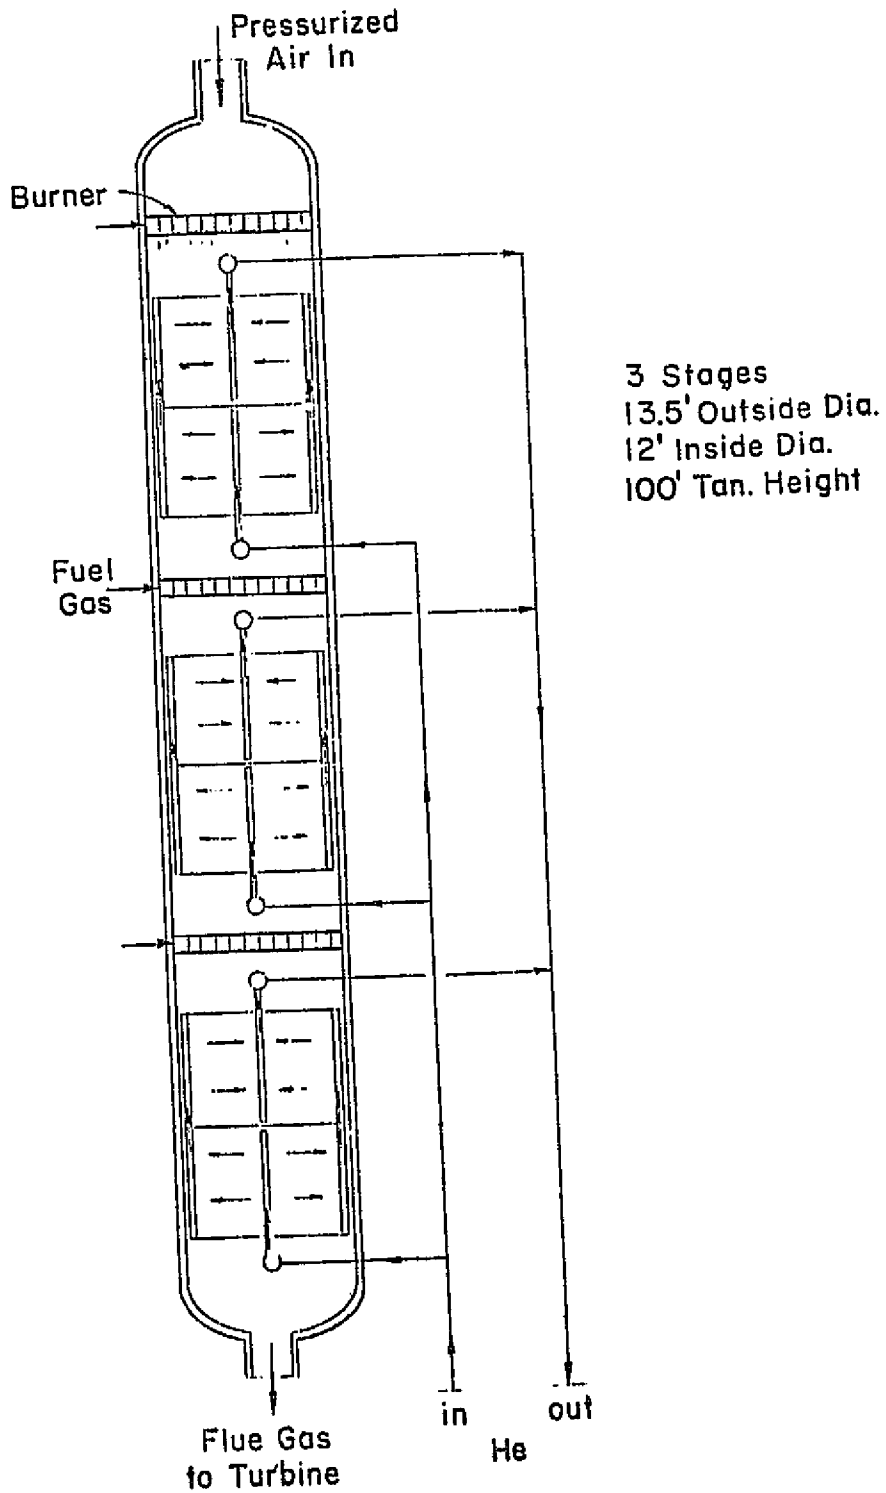 Pressurized
Air In
Burner
3 Stages
13.5' Outside Dia.
12' Inside Dia.
100' Tan. Height
Fuel
Gas
in
out
He
Flue Gas
to Turbine